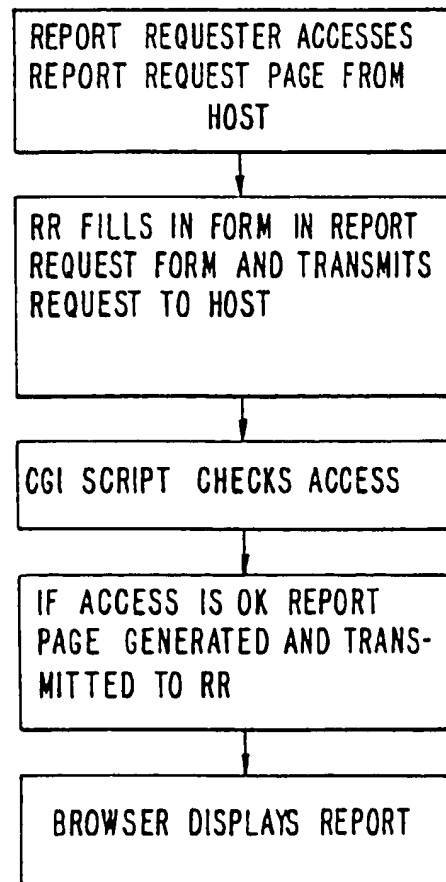 REPORT REQUESTER ACCESSES
REPORT REQUEST PAGE FROM
HOST
RR FILLS IN FORM IN REPORT
REQUEST FORM AND TRANSMITS
REQUEST TO HOST
CGI SCRIPT CHECKS ACCESS
IF ACCESS IS OK REPORT
PAGE GENERATED AND TRANS-
MITTED TO RR
BROWSER DISPLAYS REPORT